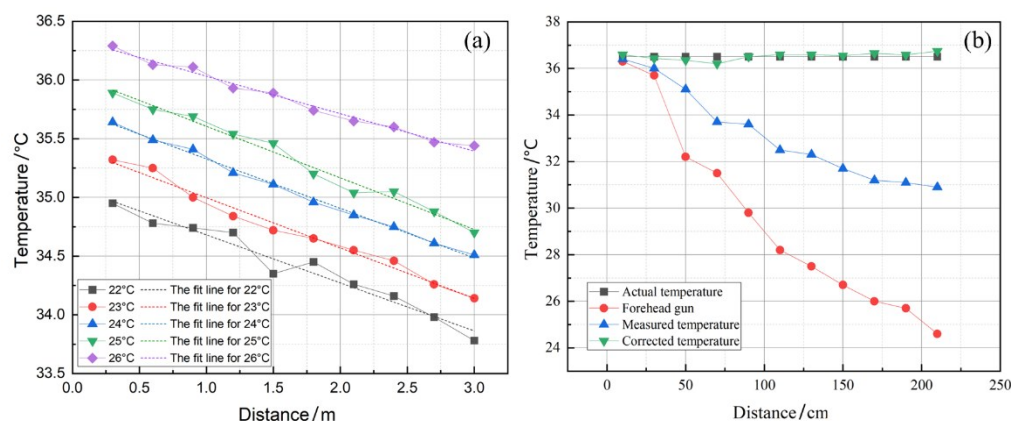 (a)
36.5
36.0
35.5
35.0
34.5
34.0
33.5
Temperature/°C
22°C The fit line for 22°C
23°C The fit line for 23°C
24°C The fit line for 24°C
25°C The fit line for 25°C
26°C The fit line for 26°C
0.0 0.5 1.0 1.5 2.0 2.5 3.0
Distance/m
(b)
38
36
34
32
30
28
26
24
Temperature/°C
Actual temperature
Forehead gun
Measured temperature
Corrected temperature
0 50 100 150 200 250
Distance/cm